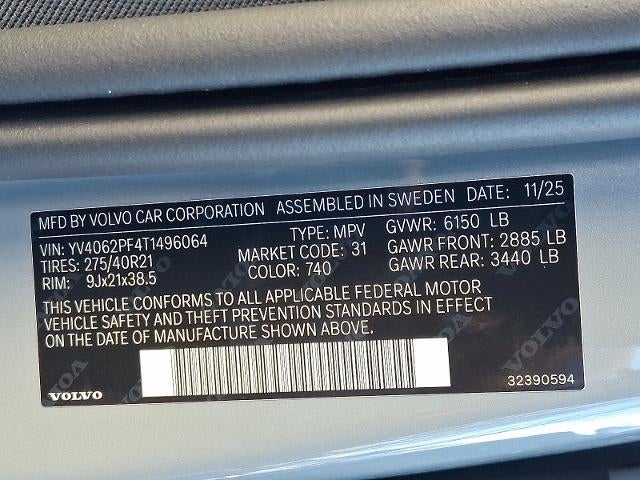 MFD BY VOLVO CAR CORPORATION ASSEMBLED IN SWEDEN DATE: 11/25
VIN: YV4062PF4T1496064 TYPE: MPV GVWR: 6150 LB
TIRES: 275/40R21 MARKET CODE: 31 GAWR FRONT: 2885 LB
RIM: 9Jx21x38.5 COLOR: 740 GAWR REAR: 3440 LB
THIS VEHICLE CONFORMS TO ALL APPLICABLE FEDERAL MOTOR
VEHICLE SAFETY AND THEFT PREVENTION STANDARDS IN EFFECT
ON THE DATE OF MANUFACTURE SHOWN ABOVE.
VOLVO 32390594